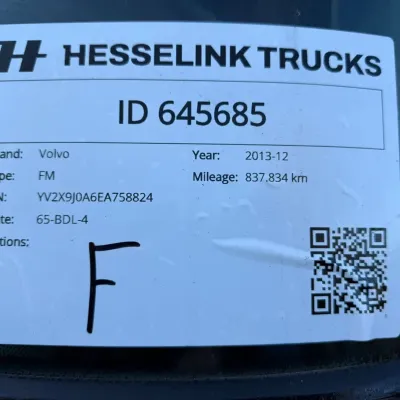 H HESSELINK TRUCKS
ID 645685
and: Volvo Year: 2013-12
pe: FM Mileage: 837.834 km
N: YV2X9J0A6EA758824
te: 65-BDL-4
tions:
F